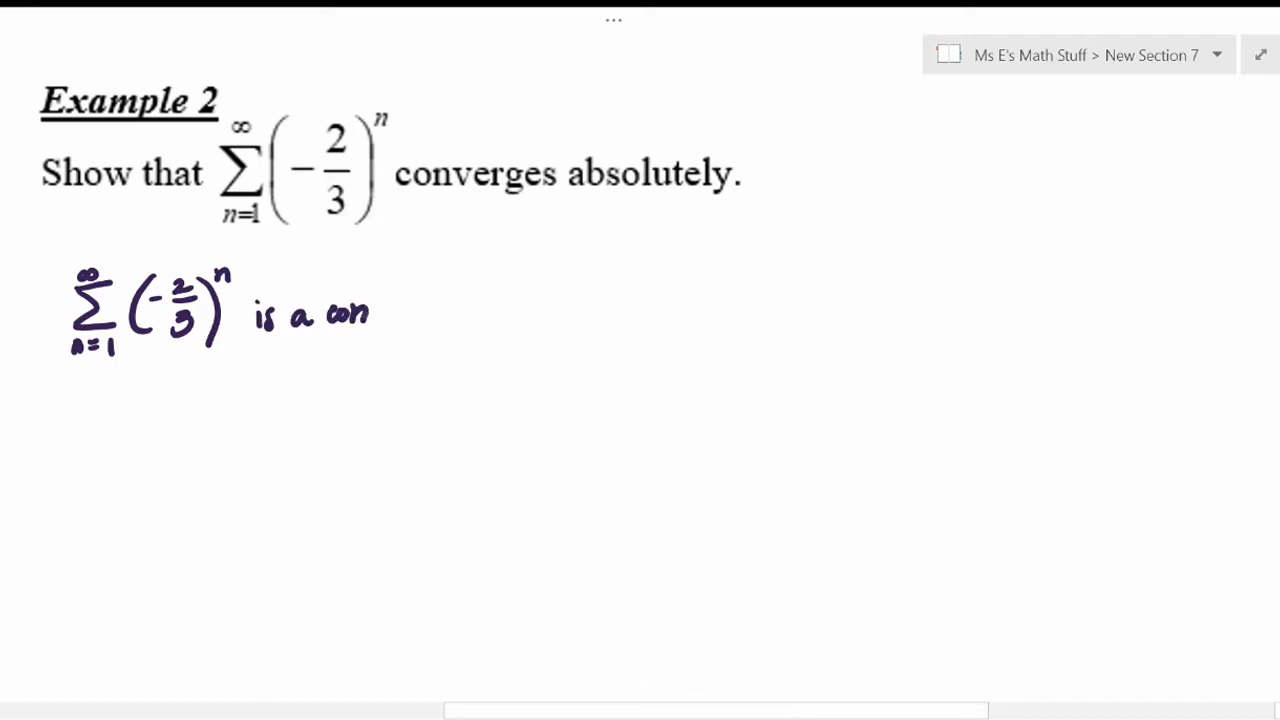 ...
Ms E's Math Stuff > New Section 7
Example 2
Show that ∞ ∑ n=1 (− 2/3)^n converges absolutely.
∞ ∑ n=1 (− 2/3)^n is a con